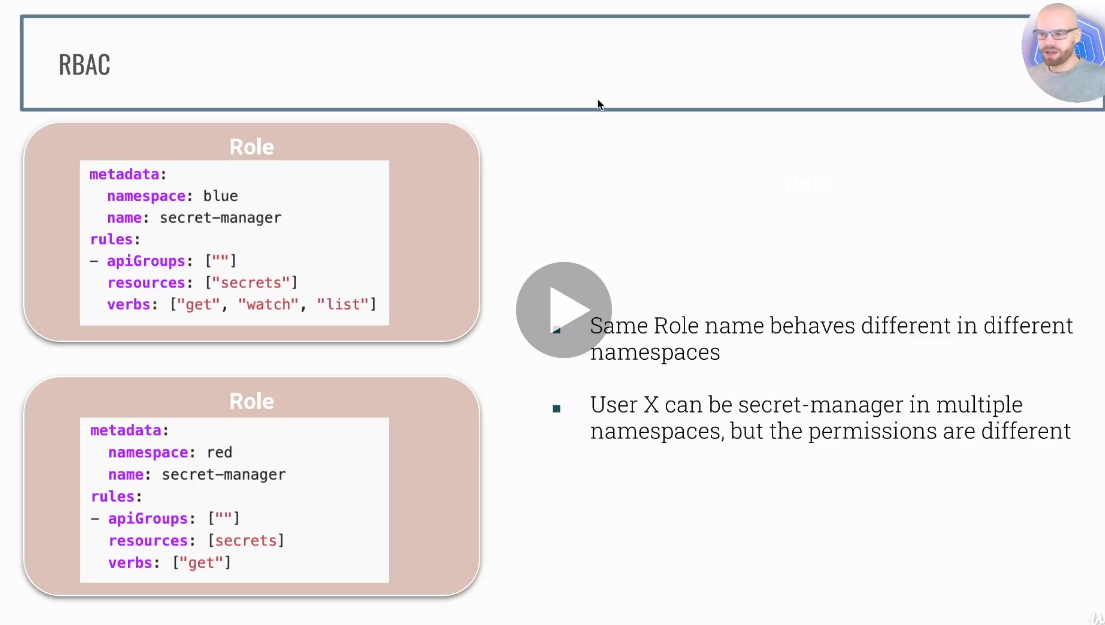 RBAC
Role
metadata:
namespace: blue
name: secret-manager
rules:
- apiGroups: [""]
resources: ["secrets"]
verbs: ["get", "watch", "list"]
Role
metadata:
namespace: red
name: secret-manager
rules:
- apiGroups: [""]
resources: [secrets]
verbs: ["get"]
Role
Same Role name behaves different in different
namespaces
User X can be secret-manager in multiple
namespaces, but the permissions are different